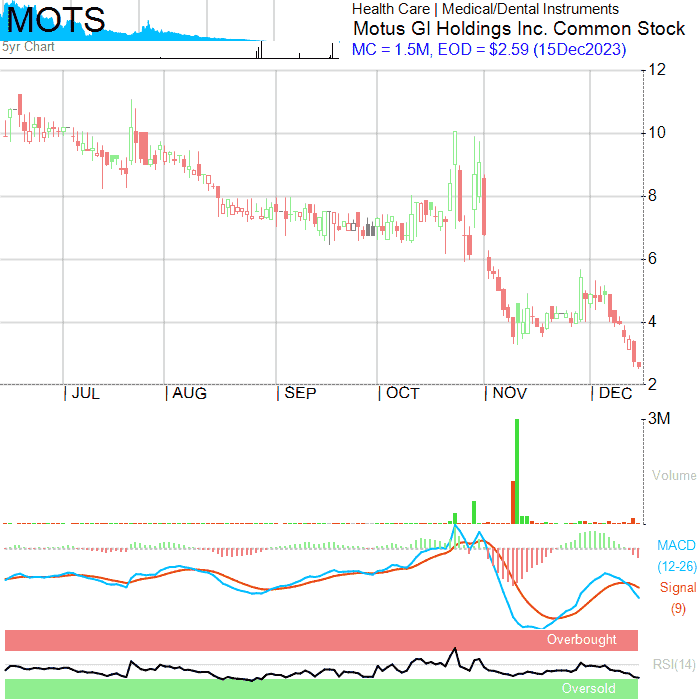 MOTS
5yr Chart
Health Care | Medical/Dental Instruments
Motus GI Holdings Inc. Common Stock
MC = 1.5M, EOD = $2.59 (15Dec2023)
12
10
8
6
4
2
JUL
AUG
SEP
OCT
NOV
DEC
3M
Volume
MACD
(12-26)
Signal
(9)
Overbought
RSI(14)
Oversold